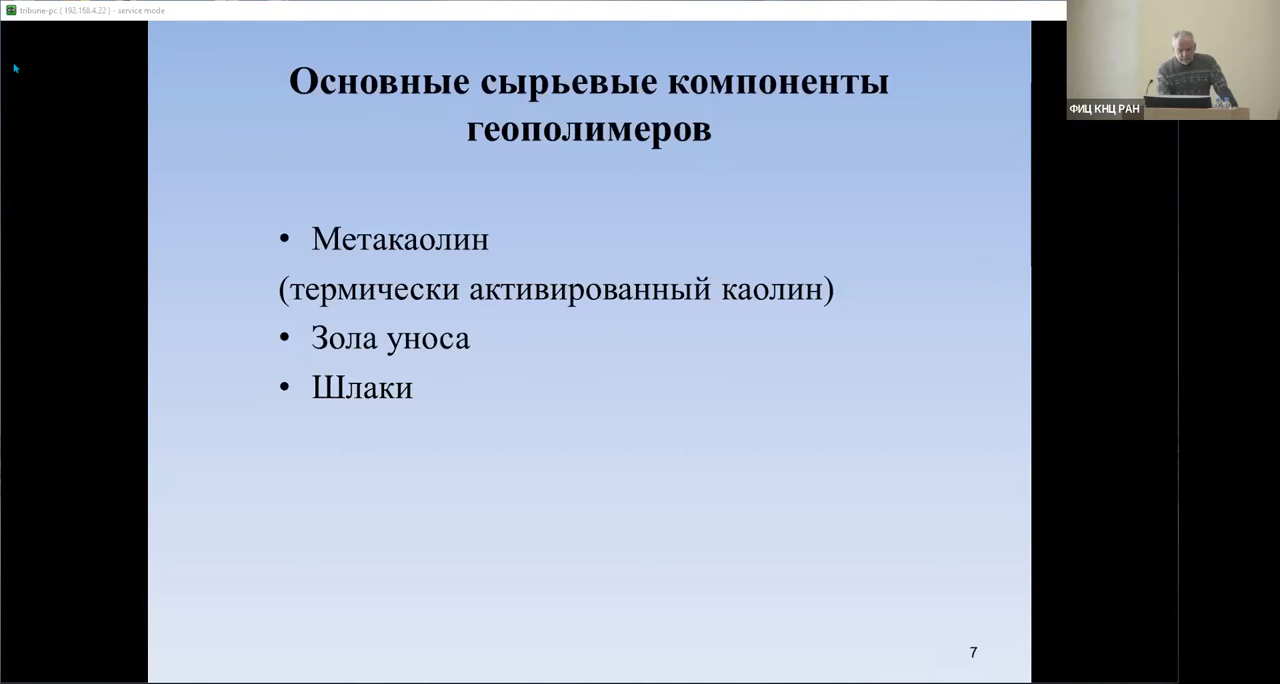 tribune-pc ( 192.168.4.22 ) - service mode
ФИЦ КНЦ РАН
Основные сырьевые компоненты
геополимеров
• Метакаолин
(термически активированный каолин)
• Зола уноса
• Шлаки
7